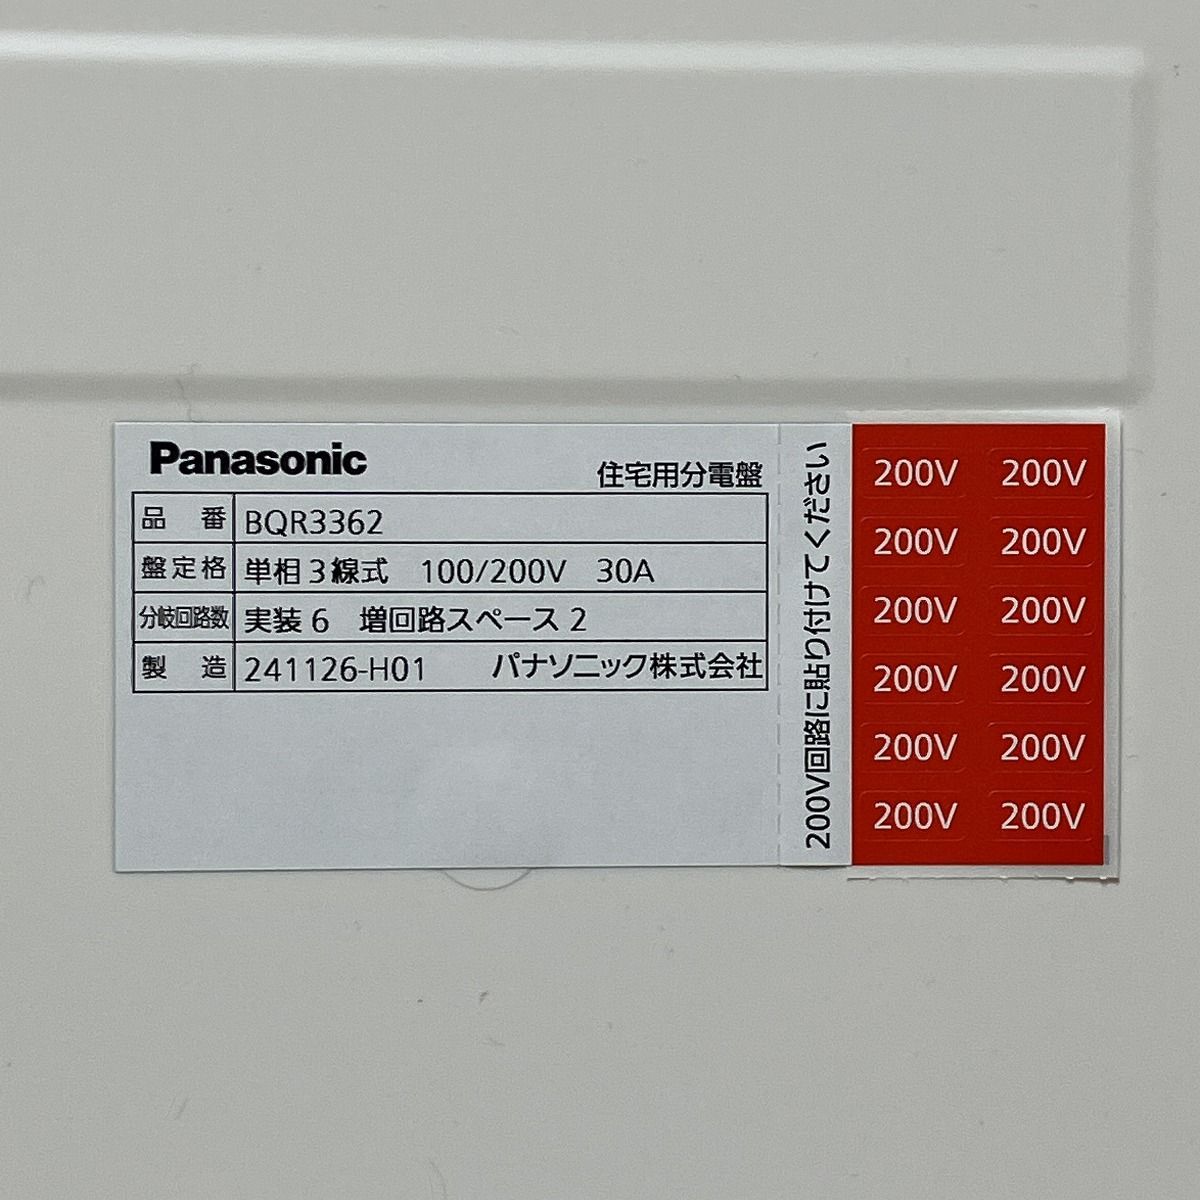 Panasonic
住宅用分電盤
品 番 BQR3362
盤定格 単相3線式 100/200V 30A
分岐回路数 実装6 増回路スペース2
製 造 241126-H01 パナソニック株式会社
200V回路に貼り付けてください
200V 200V
200V 200V
200V 200V
200V 200V
200V 200V
200V 200V